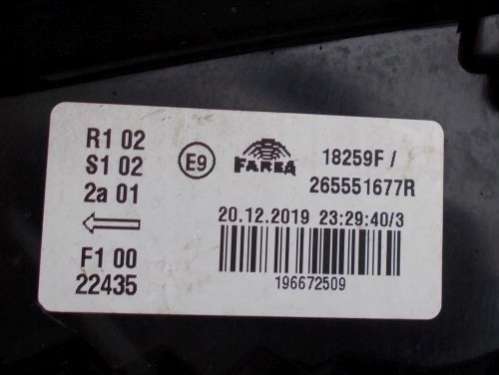 R1 02
S1 02
2a 01
F1 00
22435
E9
FARBA
18259F /
265551677R
20.12.2019 23:29:40/3
196672509